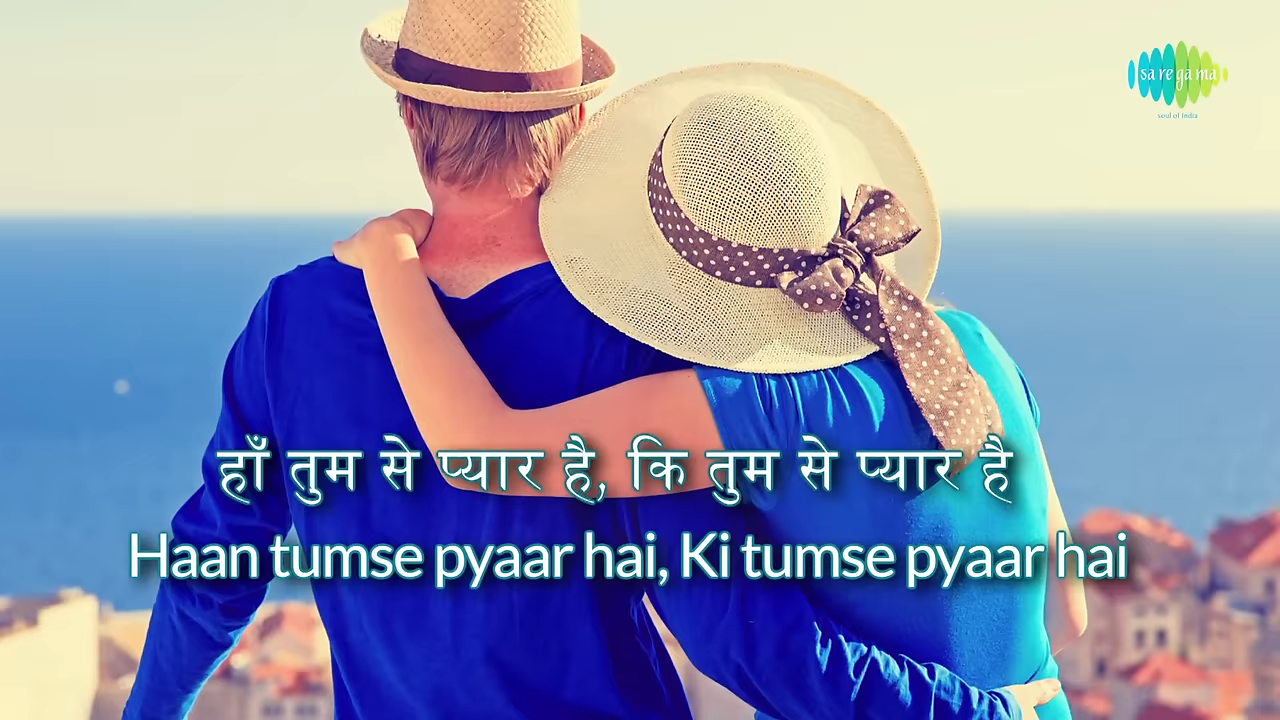 sa re ga ma
soul of India
हाँ तुम से प्यार है, कि तुम से प्यार है
Haan tumse pyaar hai, Ki tumse pyaar hai